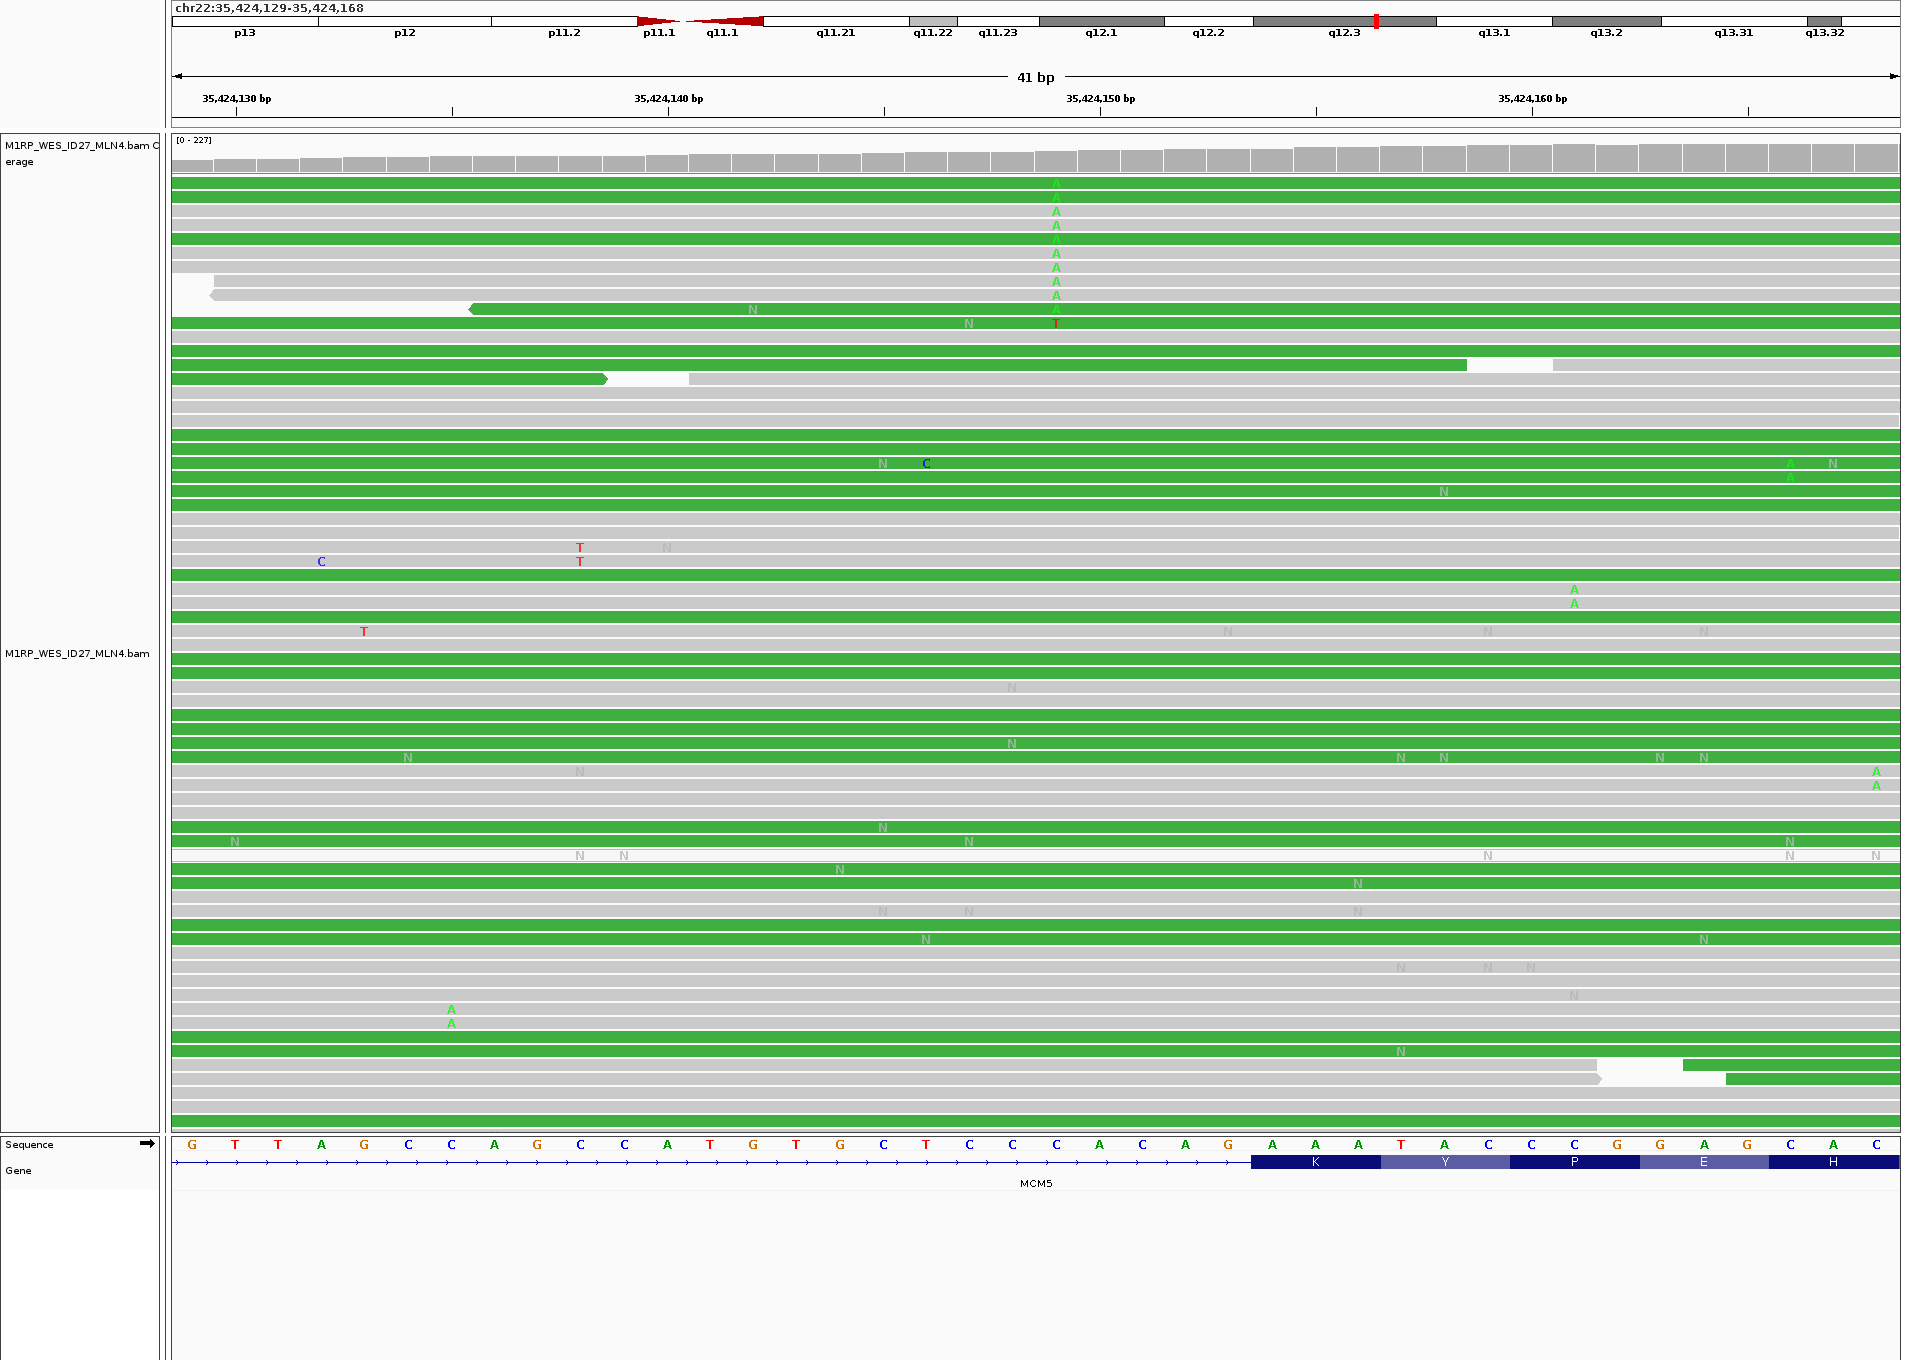 chr22:35,424,129-35,424,168
p13 p12 p11.2 p11.1 q11.1 q11.21 q11.22 q11.23 q12.1 q12.2 q12.3 q13.1 q13.2 q13.31 q13.32
41 bp
35,424,130 bp 35,424,140 bp 35,424,150 bp 35,424,160 bp
M1RP_WES_ID27_MLN4.bam C
erage
[0 - 227]
A
A
A
A
A
A
A
A
A
N A
N T
N C A N
A
N
T N
C T
A
A
T N N N
M1RP_WES_ID27_MLN4.bam
N
N
N N N N N
N A
A
N
N N N
N N N N N
N
N
N N N
N N
N N N
N
A
A
N
Sequence G T T A G C C A G C C A T G T G C T C C C A C A G A A A T A C C C G G A G C A C
Gene K Y P E H
MCM5